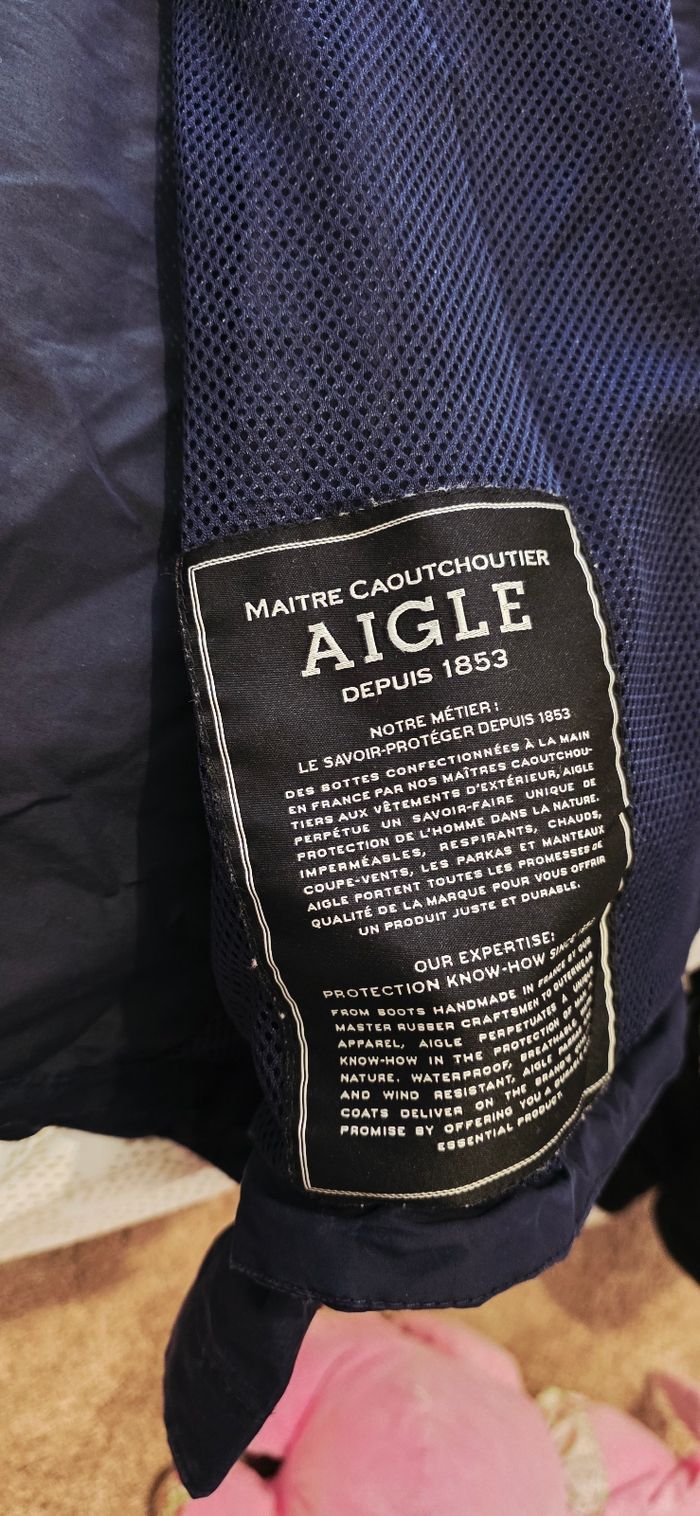 MAITRE CAOUTCHOUTIER
AIGLE
DEPUIS 1853
NOTRE MÉTIER :
LE SAVOIR-PROTÉGER DEPUIS 1853
DES BOTTES CONFECTIONNÉES À LA MAIN
EN FRANCE PAR NOS MAÎTRES CAOUTCHOU-
TIERS AUX VÊTEMENTS D'EXTÉRIEUR, AIGLE
PERPÉTUE UN SAVOIR-FAIRE UNIQUE DE
PROTECTION DE L'HOMME DANS LA NATURE.
IMPERMÉABLES, RESPIRANTS, CHAUDS,
COUPE-VENTS, LES PARKAS ET MANTEAUX
AIGLE PORTENT TOUTES LES PROMESSES DE
QUALITÉ DE LA MARQUE POUR VOUS OFFRIR
UN PRODUIT JUSTE ET DURABLE.
OUR EXPERTISE:
PROTECTION KNOW-HOW SINCE
FROM BOOTS HANDMADE IN FRANCE BY OUR
MASTER RUBBER CRAFTSMEN TO OUTERWEAR
APPAREL, AIGLE PERPETUATES A
KNOW-HOW IN THE PROTECTION OF
NATURE. WATERPROOF, BREATHABLE,
AND WIND RESISTANT, AIGLE
COATS DELIVER ON THE BRAND'S
PROMISE BY OFFERING YOU A
ESSENTIAL PRODUCT